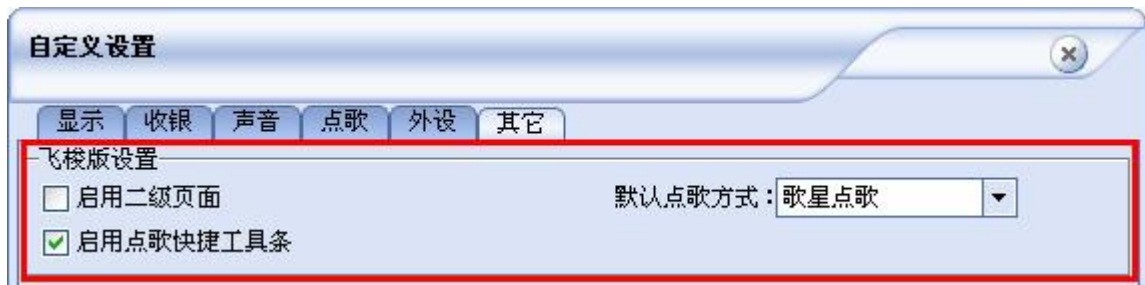 自定义设置
显示 收银 声音 点歌 外设 其它
飞梭版设置
启用二级页面 默认点歌方式：歌星点歌
启用点歌快捷工具条